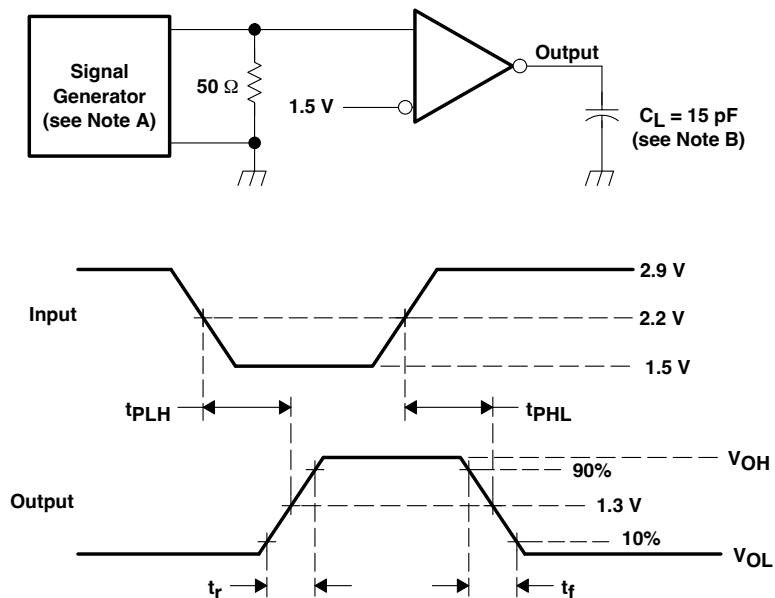 Signal
Generator
(see Note A)
50 Ω
1.5 V
Output
CL = 15 pF
(see Note B)
Input
2.9 V
2.2 V
1.5 V
tPLH
tPHL
Output
VOH
90%
1.3 V
10%
VOL
tr
tf